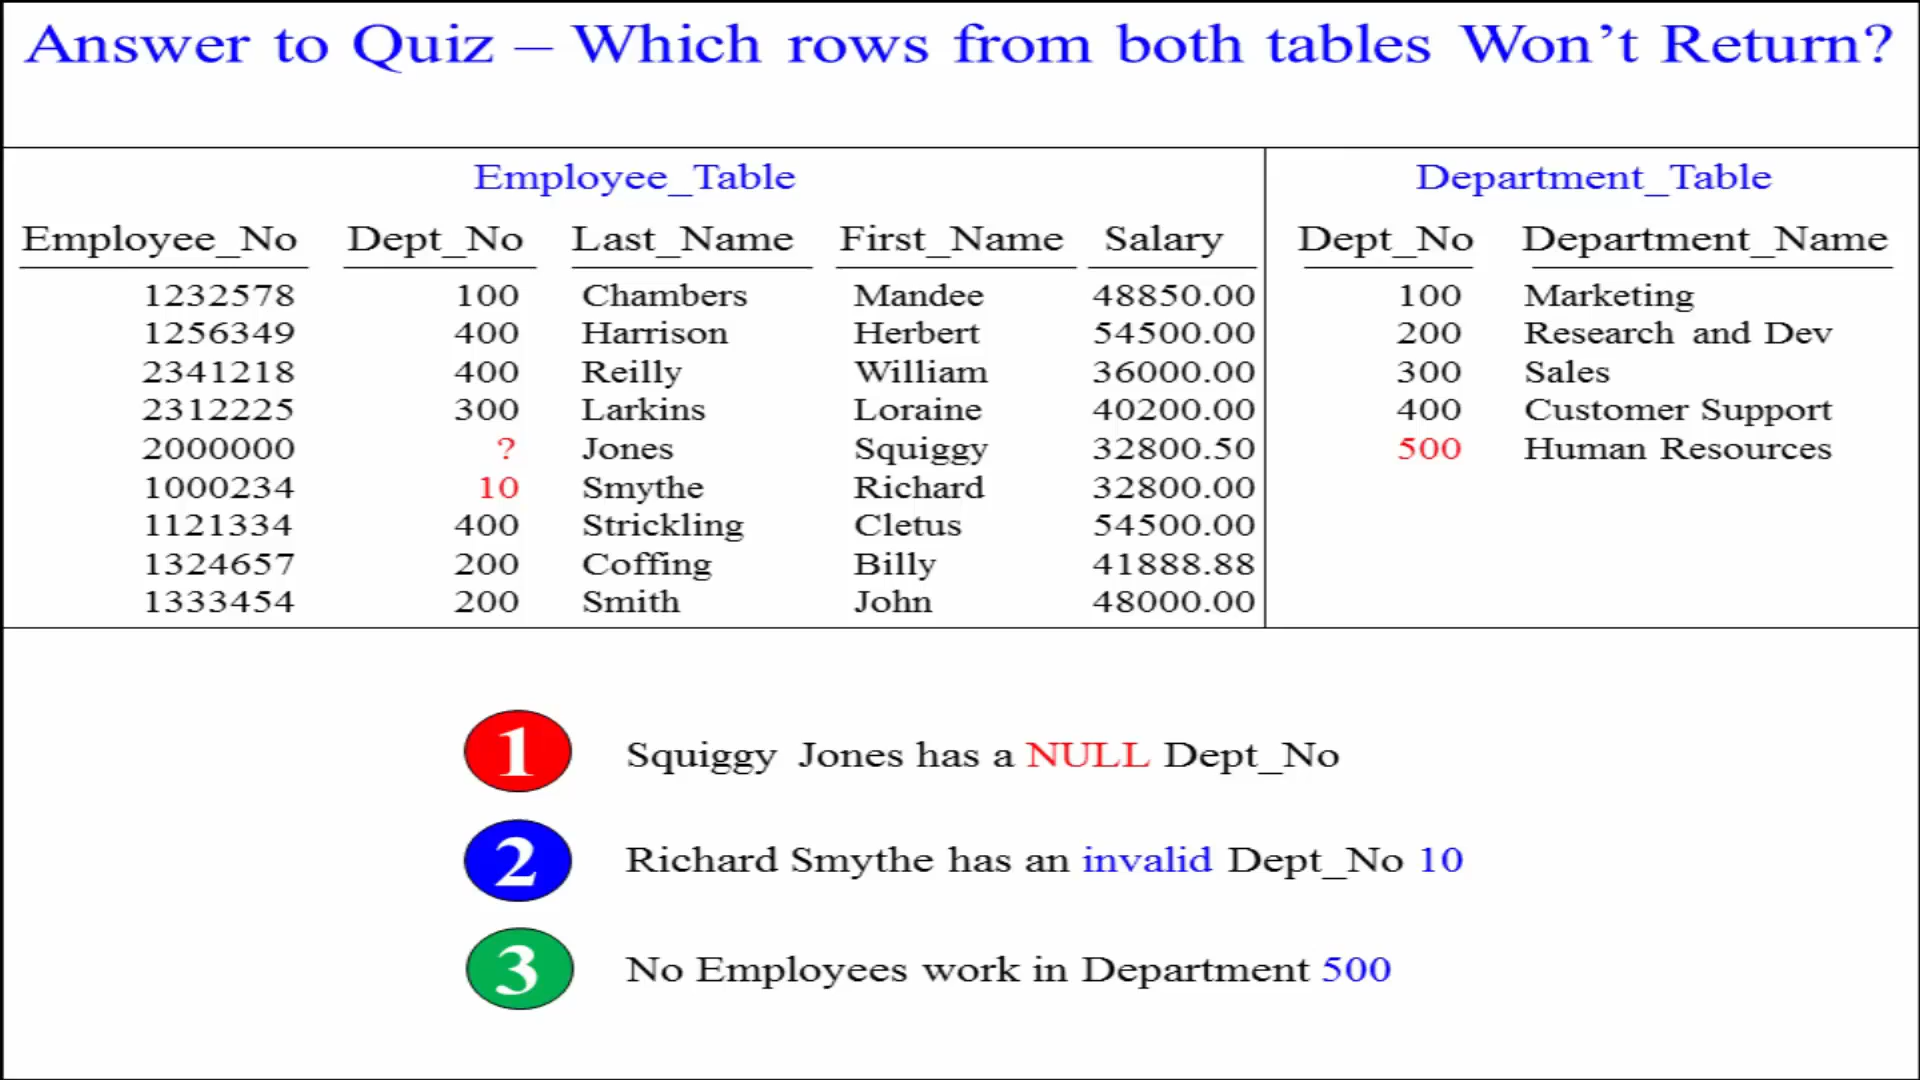 Answer to Quiz – Which rows from both tables Won’t Return?
Employee_Table Department_Table
Employee_No Dept_No Last_Name First_Name Salary Dept_No Department_Name
1232578 100 Chambers Mandee 48850.00 100 Marketing
1256349 400 Harrison Herbert 54500.00 200 Research and Dev
2341218 400 Reilly William 36000.00 300 Sales
2312225 300 Larkins Loraine 40200.00 400 Customer Support
2000000 ? Jones Squiggy 32800.50 500 Human Resources
1000234 10 Smythe Richard 32800.00
1121334 400 Strickling Cletus 54500.00
1324657 200 Coffing Billy 41888.88
1333454 200 Smith John 48000.00
1 Squiggy Jones has a NULL Dept_No
2 Richard Smythe has an invalid Dept_No 10
3 No Employees work in Department 500